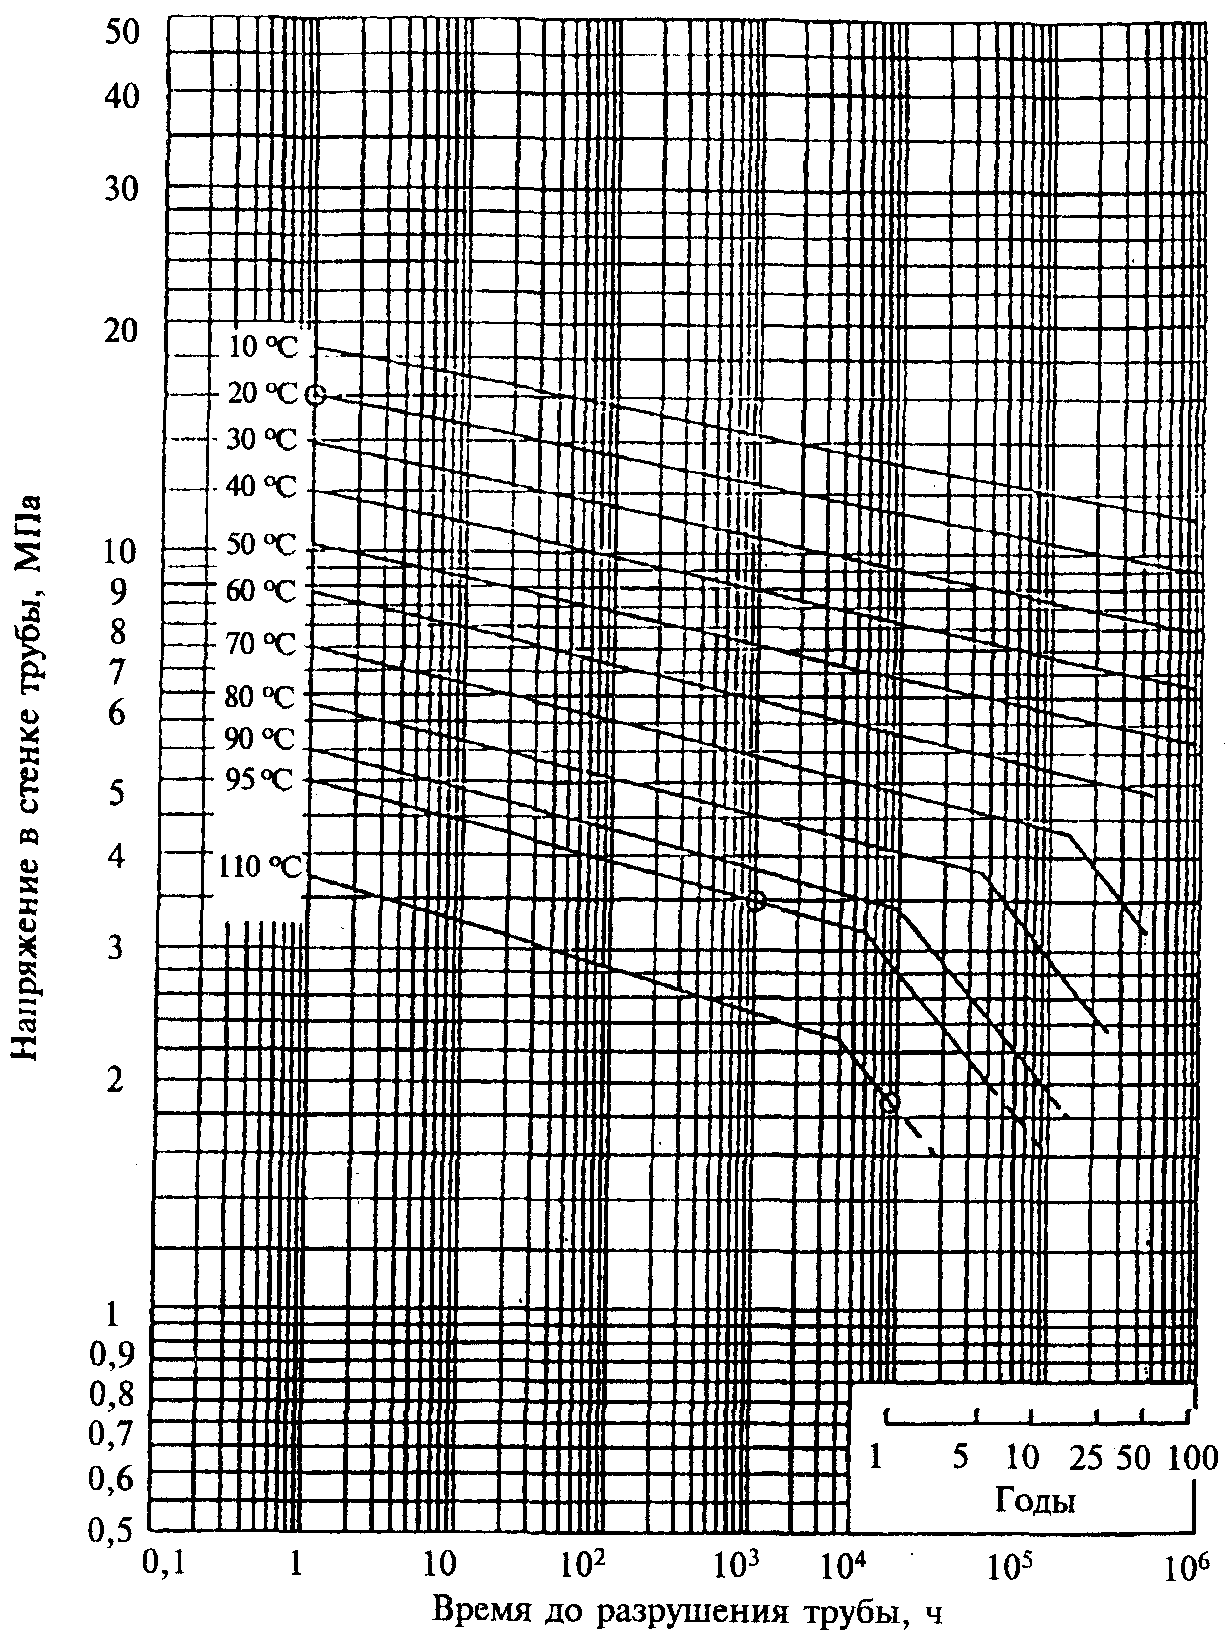 Напряжение в стенке трубы, МПа
50
40
30
20
10
9
8
7
6
5
4
3
2
1
0,9
0,8
0,7
0,6
0,5
10 °C
20 °C
30 °C
40 °C
50 °C
60 °C
70 °C
80 °C
90 °C
95 °C
110 °C
1 5 10 25 50 100
Годы
0,1 1 10 10² 10³ 10⁴ 10⁵ 10⁶
Время до разрушения трубы, ч